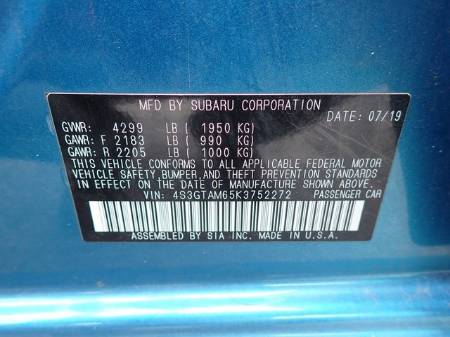 MFD BY SUBARU CORPORATION
DATE: 07/19
GVWR: 4299 LB (1950 KG)
GAWR: F 2183 LB (990 KG)
GAWR: R 2205 LB (1000 KG)
THIS VEHICLE CONFORMS TO ALL APPLICABLE FEDERAL MOTOR
VEHICLE SAFETY, BUMPER, AND THEFT PREVENTION STANDARDS
IN EFFECT ON THE DATE OF MANUFACTURE SHOWN ABOVE.
VIN: 4S3GTAM65K3752272 PASSENGER CAR
ASSEMBLED BY SIA INC. MADE IN U.S.A.